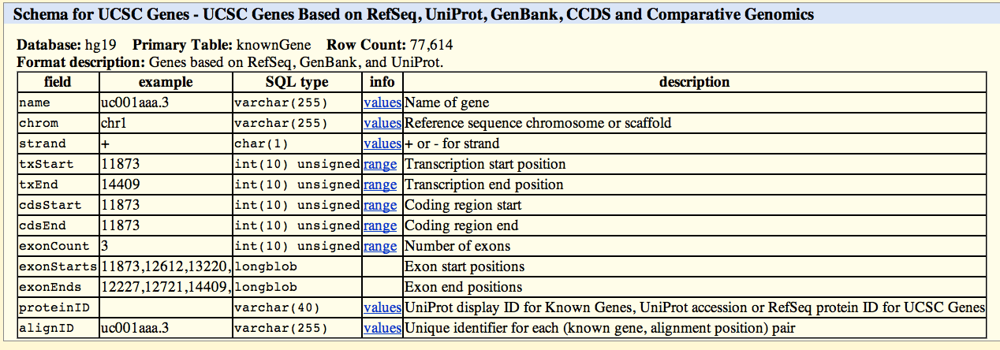 Schema for UCSC Genes - UCSC Genes Based on RefSeq, UniProt, GenBank, CCDS and Comparative Genomics
Database: hg19 Primary Table: knownGene Row Count: 77,614
Format description: Genes based on RefSeq, GenBank, and UniProt.
field example SQL type info description
name uc001aaa.3 varchar(255) values Name of gene
chrom chr1 varchar(255) values Reference sequence chromosome or scaffold
strand + char(1) values + or - for strand
txStart 11873 int(10) unsigned range Transcription start position
txEnd 14409 int(10) unsigned range Transcription end position
cdsStart 11873 int(10) unsigned range Coding region start
cdsEnd 11873 int(10) unsigned range Coding region end
exonCount 3 int(10) unsigned range Number of exons
exonStarts 11873,12612,13220, longblob Exon start positions
exonEnds 12227,12721,14409, longblob Exon end positions
proteinID varchar(40) values UniProt display ID for Known Genes, UniProt accession or RefSeq protein ID for UCSC Genes
alignID uc001aaa.3 varchar(255) values Unique identifier for each (known gene, alignment position) pair